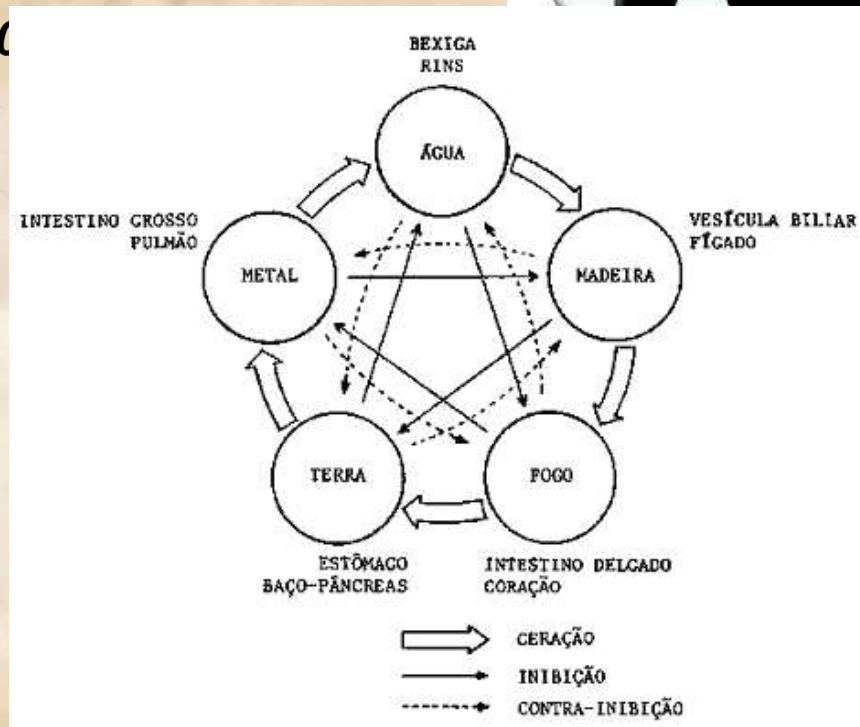 BEXIGA
RINS
ÁGUA
INTESTINO GROSSO
PULMÃO
VESÍCULA BILIAR
FÍGADO
METAL
MADEIRA
TERRA
FOGO
ESTÔMAGO
BAÇO-PÂNCREAS
INTESTINO DELGADO
CORAÇÃO
GERAÇÃO
INIBIÇÃO
CONTRA-INIBIÇÃO